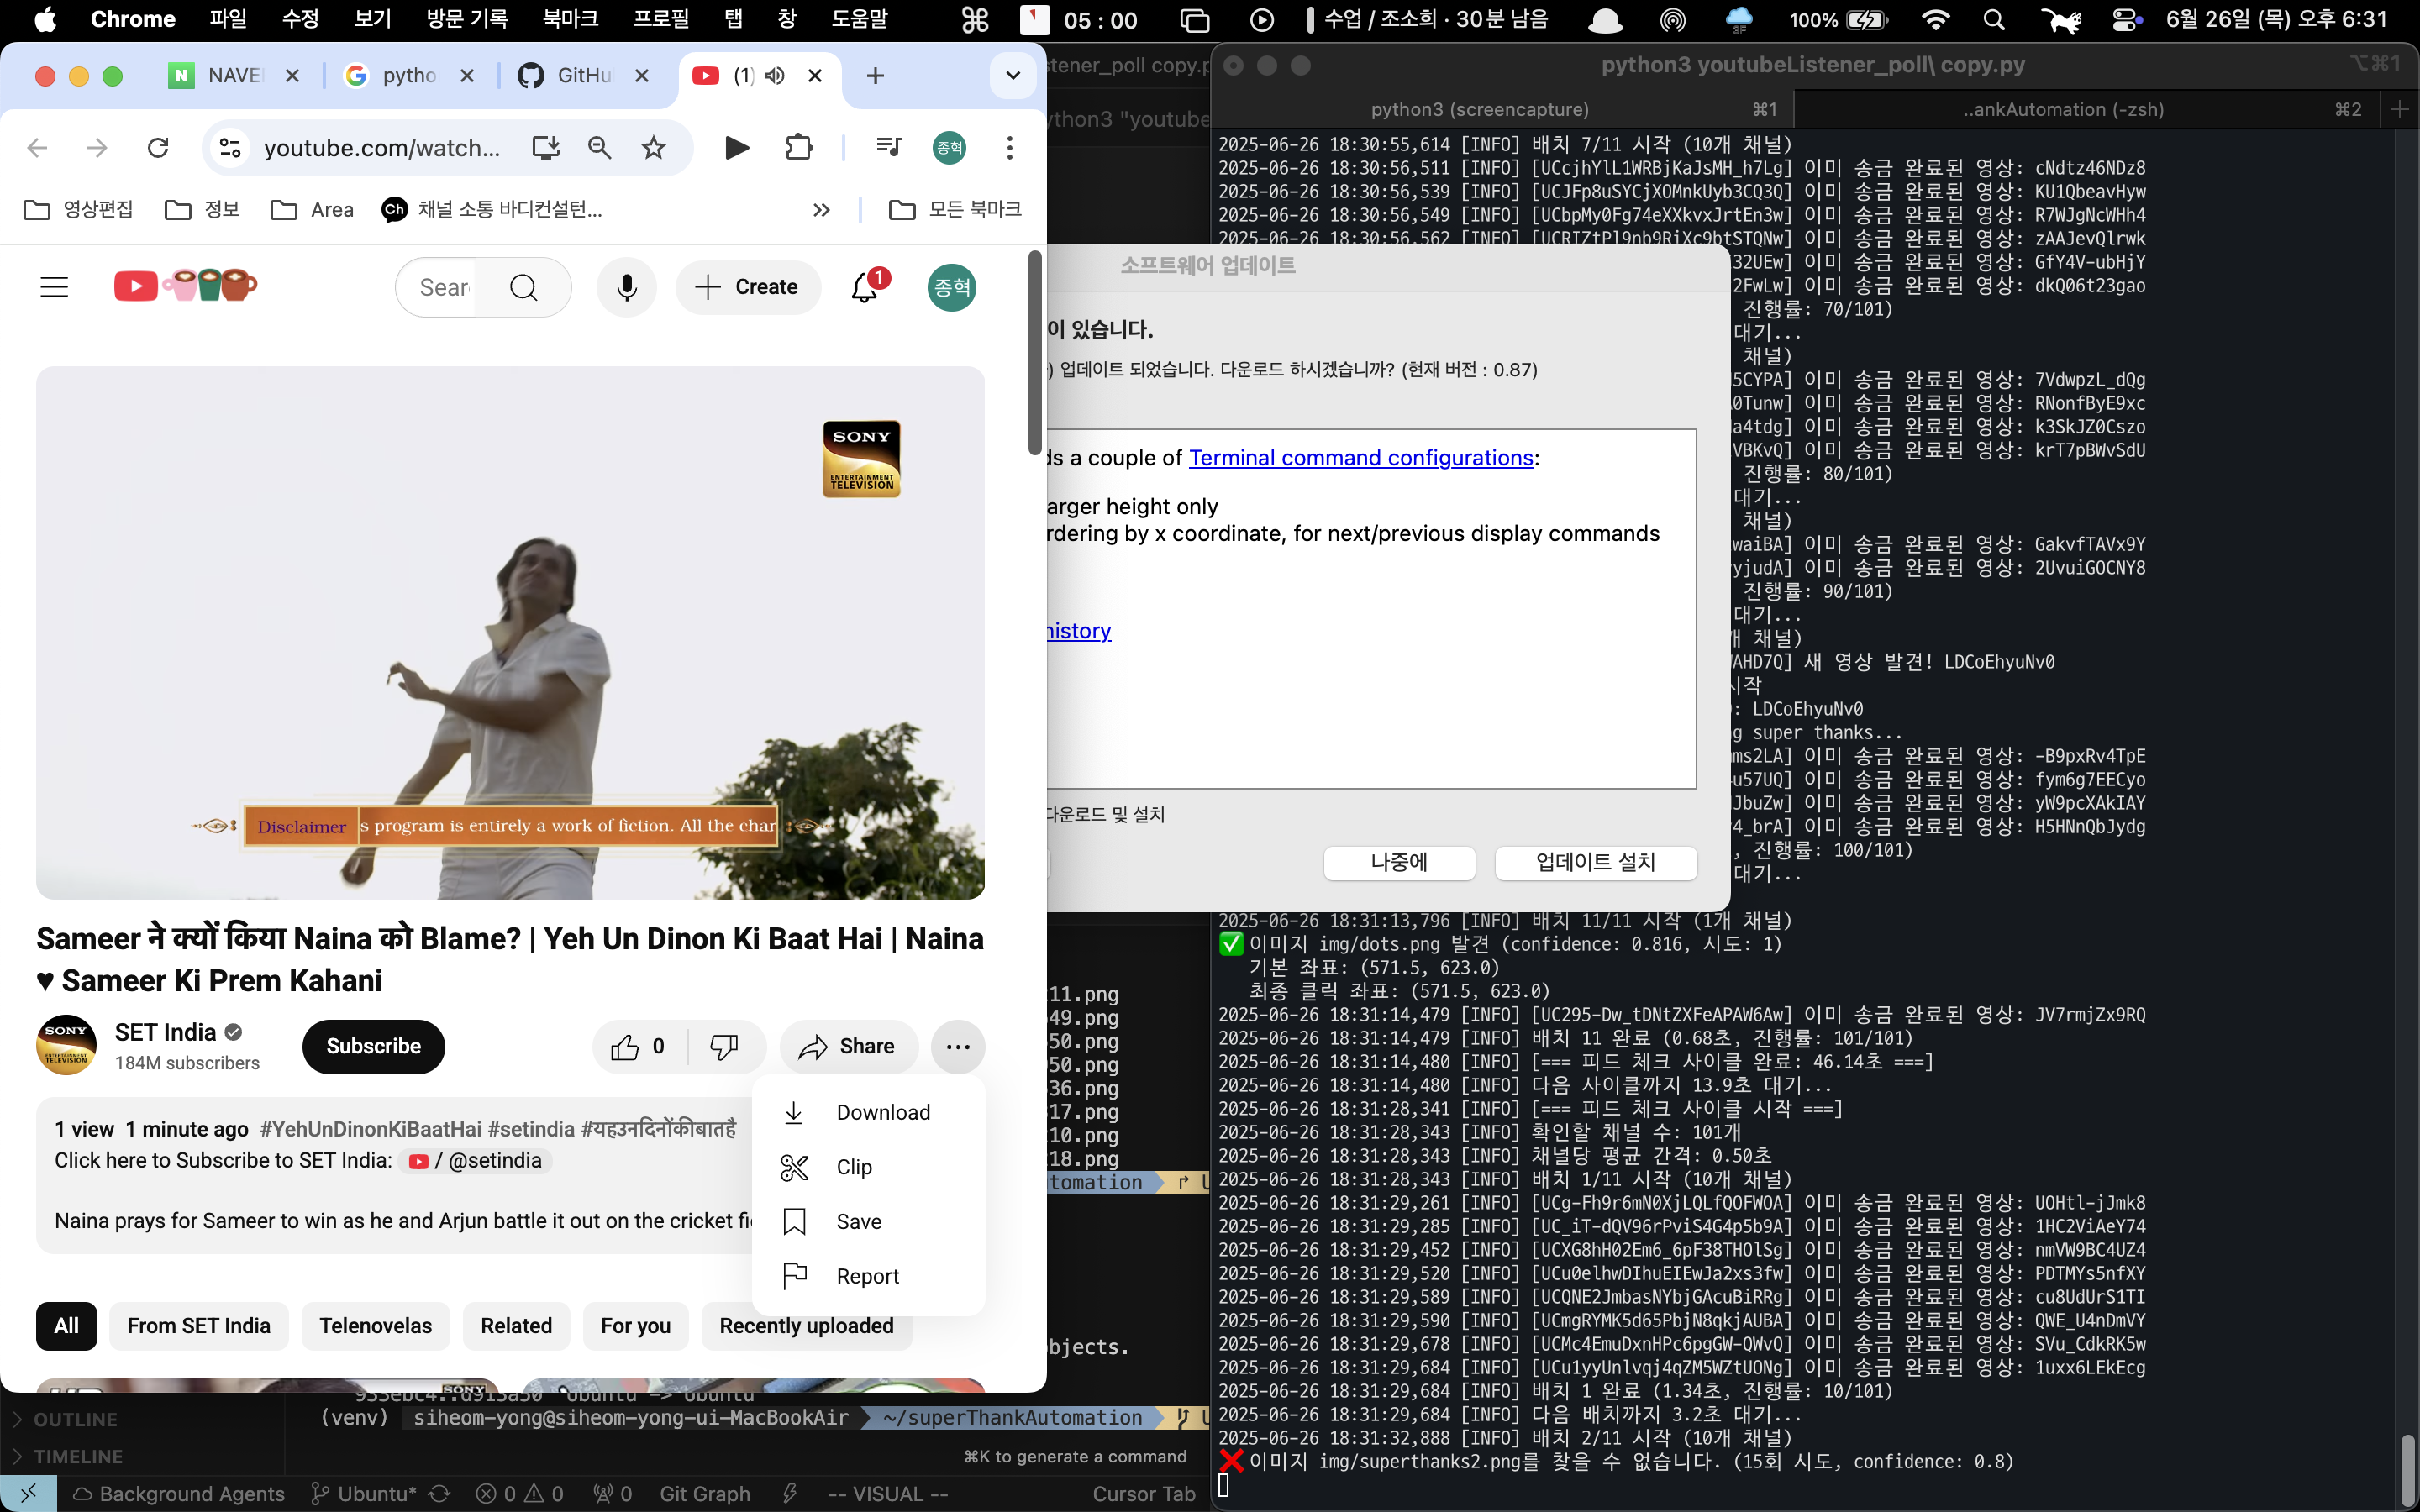 Chrome 파일 수정 보기 방문 기록 북마크 프로필 탭 창 도움말 05 : 00 수업 / 조소희 · 30분 남음 100% 6월 26일 (목) 오후 6:31
NAVE pytho GitHu (1)
youtube.com/watch... 종혁
영상편집 정보 Area 채널 소통 바디컨설턴... » 모든 북마크
Sear Create 1 종혁
SONY
ENTERTAINMENT
TELEVISION
Disclaimer s program is entirely a work of fiction. All the char
Sameer ने क्यों किया Naina को Blame? | Yeh Un Dinon Ki Baat Hai | Naina
♥ Sameer Ki Prem Kahani
SET India
184M subscribers
Subscribe
0
Share
Download
Clip
Save
Report
1 view 1 minute ago #YehUnDinonKiBaatHai #setindia #यहउनदिनोंकीबातहै
Click here to Subscribe to SET India: / @setindia
Naina prays for Sameer to win as he and Arjun battle it out on the cricket fi
All From SET India Telenovelas Related For you Recently uploaded
stener_poll copy.p
ython3 "youtube
소프트웨어 업데이트
이 있습니다.
) 업데이트 되었습니다. 다운로드 하시겠습니까? (현재 버전 : 0.87)
ds a couple of Terminal command configurations:
arger height only
rdering by x coordinate, for next/previous display commands
history
다운로드 및 설치
나중에 업데이트 설치
11.png
49.png
50.png
50.png
36.png
17.png
10.png
18.png
tomation
bjects.
(venv) siheom-yong@siheom-yong-ui-MacBookAir ~/superThankAutomation
OUTLINE
TIMELINE
⌘K to generate a command
Background Agents Ubuntu* 0 0 0 Git Graph -- VISUAL -- Cursor Tab
python3 youtubeListener_poll\ copy.py ⌥⌘1
python3 (screencapture) ⌘1 ..ankAutomation (-zsh) ⌘2
2025-06-26 18:30:55,614 [INFO] 배치 7/11 시작 (10개 채널)
2025-06-26 18:30:56,511 [INFO] [UCcjhYlL1WRBjKaJsMH_h7Lg] 이미 송금 완료된 영상: cNdtz46NDz8
2025-06-26 18:30:56,539 [INFO] [UCJFp8uSYCjXOMnkUyb3CQ3Q] 이미 송금 완료된 영상: KU1QbeavHyw
2025-06-26 18:30:56,549 [INFO] [UCbpMy0Fg74eXXkvxJrtEn3w] 이미 송금 완료된 영상: R7WJgNcWHh4
2025-06-26 18:30:56,562 [INFO] [UCRIZtPl9nb9RiXc9btSTQNw] 이미 송금 완료된 영상: zAAJevQlrwk
32UEw] 이미 송금 완료된 영상: GfY4V-ubHjY
2FwLw] 이미 송금 완료된 영상: dkQ06t23gao
진행률: 70/101)
대기...
채널)
5CYPA] 이미 송금 완료된 영상: 7VdwpzL_dQg
0Tunw] 이미 송금 완료된 영상: RNonfByE9xc
a4tdg] 이미 송금 완료된 영상: k3SkJZ0Cszo
VBKvQ] 이미 송금 완료된 영상: krT7pBWvSdU
진행률: 80/101)
대기...
채널)
waiBA] 이미 송금 완료된 영상: GakvfTAVx9Y
yjudA] 이미 송금 완료된 영상: 2UvuiGOCNY8
진행률: 90/101)
대기...
개 채널)
AHD7Q] 새 영상 발견! LDCoEhyuNv0
시작
: LDCoEhyuNv0
g super thanks...
ms2LA] 이미 송금 완료된 영상: -B9pxRv4TpE
u57UQ] 이미 송금 완료된 영상: fym6g7EECyo
JbuZw] 이미 송금 완료된 영상: yW9pcXAkIAY
4_brA] 이미 송금 완료된 영상: H5HNnQbJydg
, 진행률: 100/101)
대기...
2025-06-26 18:31:13,796 [INFO] 배치 11/11 시작 (1개 채널)
✅이미지 img/dots.png 발견 (confidence: 0.816, 시도: 1)
기본 좌표: (571.5, 623.0)
최종 클릭 좌표: (571.5, 623.0)
2025-06-26 18:31:14,479 [INFO] [UC295-Dw_tDNtZXFeAPAW6Aw] 이미 송금 완료된 영상: JV7rmjZx9RQ
2025-06-26 18:31:14,479 [INFO] 배치 11 완료 (0.68초, 진행률: 101/101)
2025-06-26 18:31:14,480 [INFO] [=== 피드 체크 사이클 완료: 46.14초 ===]
2025-06-26 18:31:14,480 [INFO] 다음 사이클까지 13.9초 대기...
2025-06-26 18:31:28,341 [INFO] [=== 피드 체크 사이클 시작 ===]
2025-06-26 18:31:28,343 [INFO] 확인할 채널 수: 101개
2025-06-26 18:31:28,343 [INFO] 채널당 평균 간격: 0.50초
2025-06-26 18:31:28,343 [INFO] 배치 1/11 시작 (10개 채널)
2025-06-26 18:31:29,261 [INFO] [UCg-Fh9r6mN0XjLQLfQOFWOA] 이미 송금 완료된 영상: UOHtl-jJmk8
2025-06-26 18:31:29,285 [INFO] [UC_iT-dQV96rPviS4G4p5b9A] 이미 송금 완료된 영상: 1HC2ViAeY74
2025-06-26 18:31:29,452 [INFO] [UCXG8hH02Em6_6pF38THOlSg] 이미 송금 완료된 영상: nmVW9BC4UZ4
2025-06-26 18:31:29,520 [INFO] [UCu0elhwDIhuEIEwJa2xs3fw] 이미 송금 완료된 영상: PDTMYs5nfXY
2025-06-26 18:31:29,589 [INFO] [UCQNE2JmbasNYbjGAcuBiRRg] 이미 송금 완료된 영상: cu8UdUrS1TI
2025-06-26 18:31:29,590 [INFO] [UCmgRYMK5d65PbjN8qkjAUBA] 이미 송금 완료된 영상: QWE_U4nDmVY
2025-06-26 18:31:29,678 [INFO] [UCMc4EmuDxnHPc6pgGW-QWvQ] 이미 송금 완료된 영상: SVu_CdkRK5w
2025-06-26 18:31:29,684 [INFO] [UCu1yyUnlvqj4qZM5WZtUONg] 이미 송금 완료된 영상: 1uxx6LEkEcg
2025-06-26 18:31:29,684 [INFO] 배치 1 완료 (1.34초, 진행률: 10/101)
2025-06-26 18:31:29,684 [INFO] 다음 배치까지 3.2초 대기...
2025-06-26 18:31:32,888 [INFO] 배치 2/11 시작 (10개 채널)
❌이미지 img/superthanks2.png를 찾을 수 없습니다. (15회 시도, confidence: 0.8)